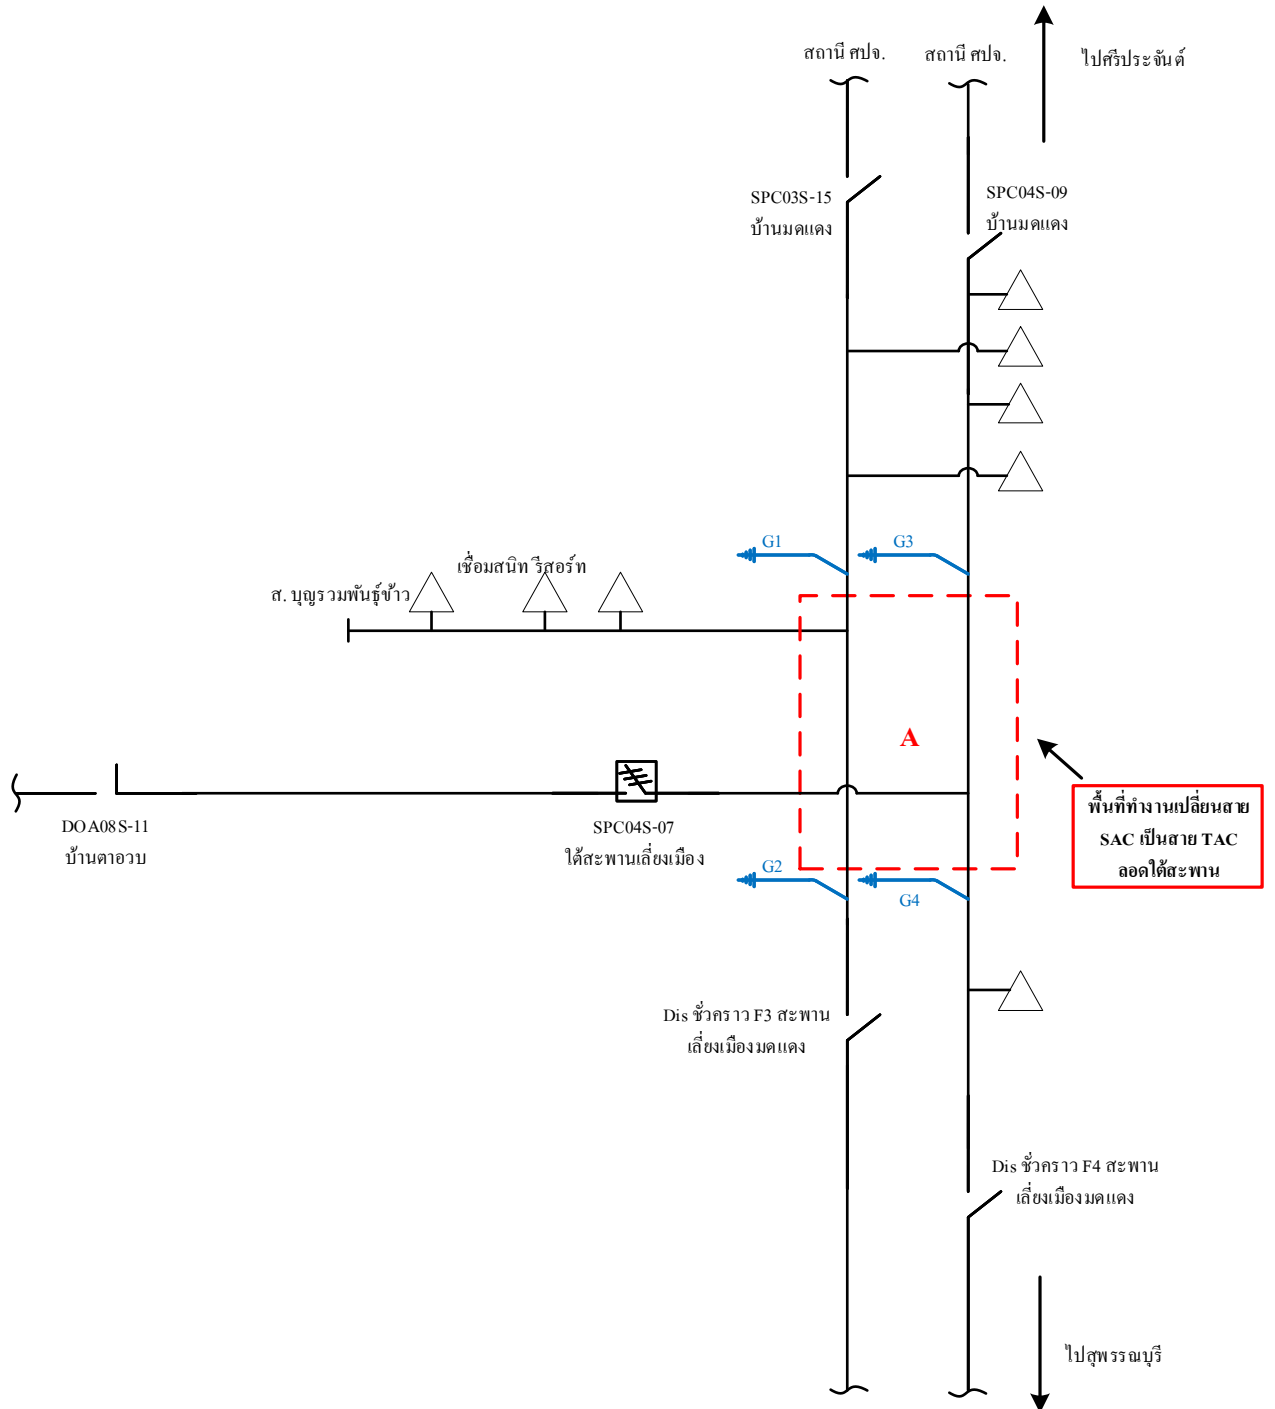 สถานี ศปจ.
สถานี ศปจ.
ไปศรีประจันต์
SPC03S-15
บ้านมดแดง
SPC04S-09
บ้านมดแดง
G1
G3
เชื่อมสนิท รีสอร์ท
ส. บุญรวมพันธุ์ข้าว
A
พื้นที่ทำงานเปลี่ยนสาย
SAC เป็นสาย TAC
ลอดใต้สะพาน
DOA08S-11
บ้านตาอวบ
SPC04S-07
ใต้สะพานเลี่ยงเมือง
G2
G4
Dis ชั่วคราว F3 สะพาน
เลี่ยงเมืองมดแดง
Dis ชั่วคราว F4 สะพาน
เลี่ยงเมืองมดแดง
ไปสุพรรณบุรี